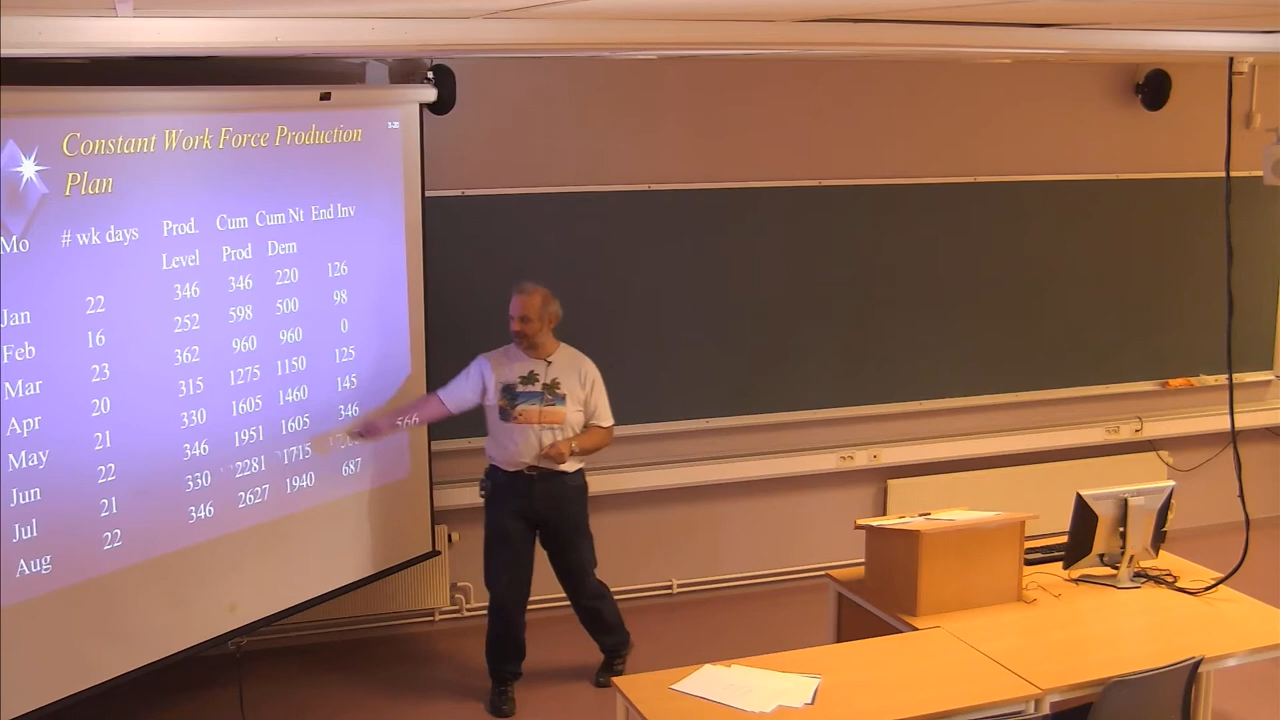 Constant Work Force Production
Plan
Mo # wk days Prod. Cum Cum Nt End Inv
Level Prod Dem
Jan 22 346 346 220 126
Feb 16 252 598 500 98
Mar 23 362 960 960 0
Apr 20 315 1275 1150 125
May 21 330 1605 1460 145
Jun 22 346 1951 1605 346
Jul 21 330 2281 1715 566
Aug 22 346 2627 1940 687